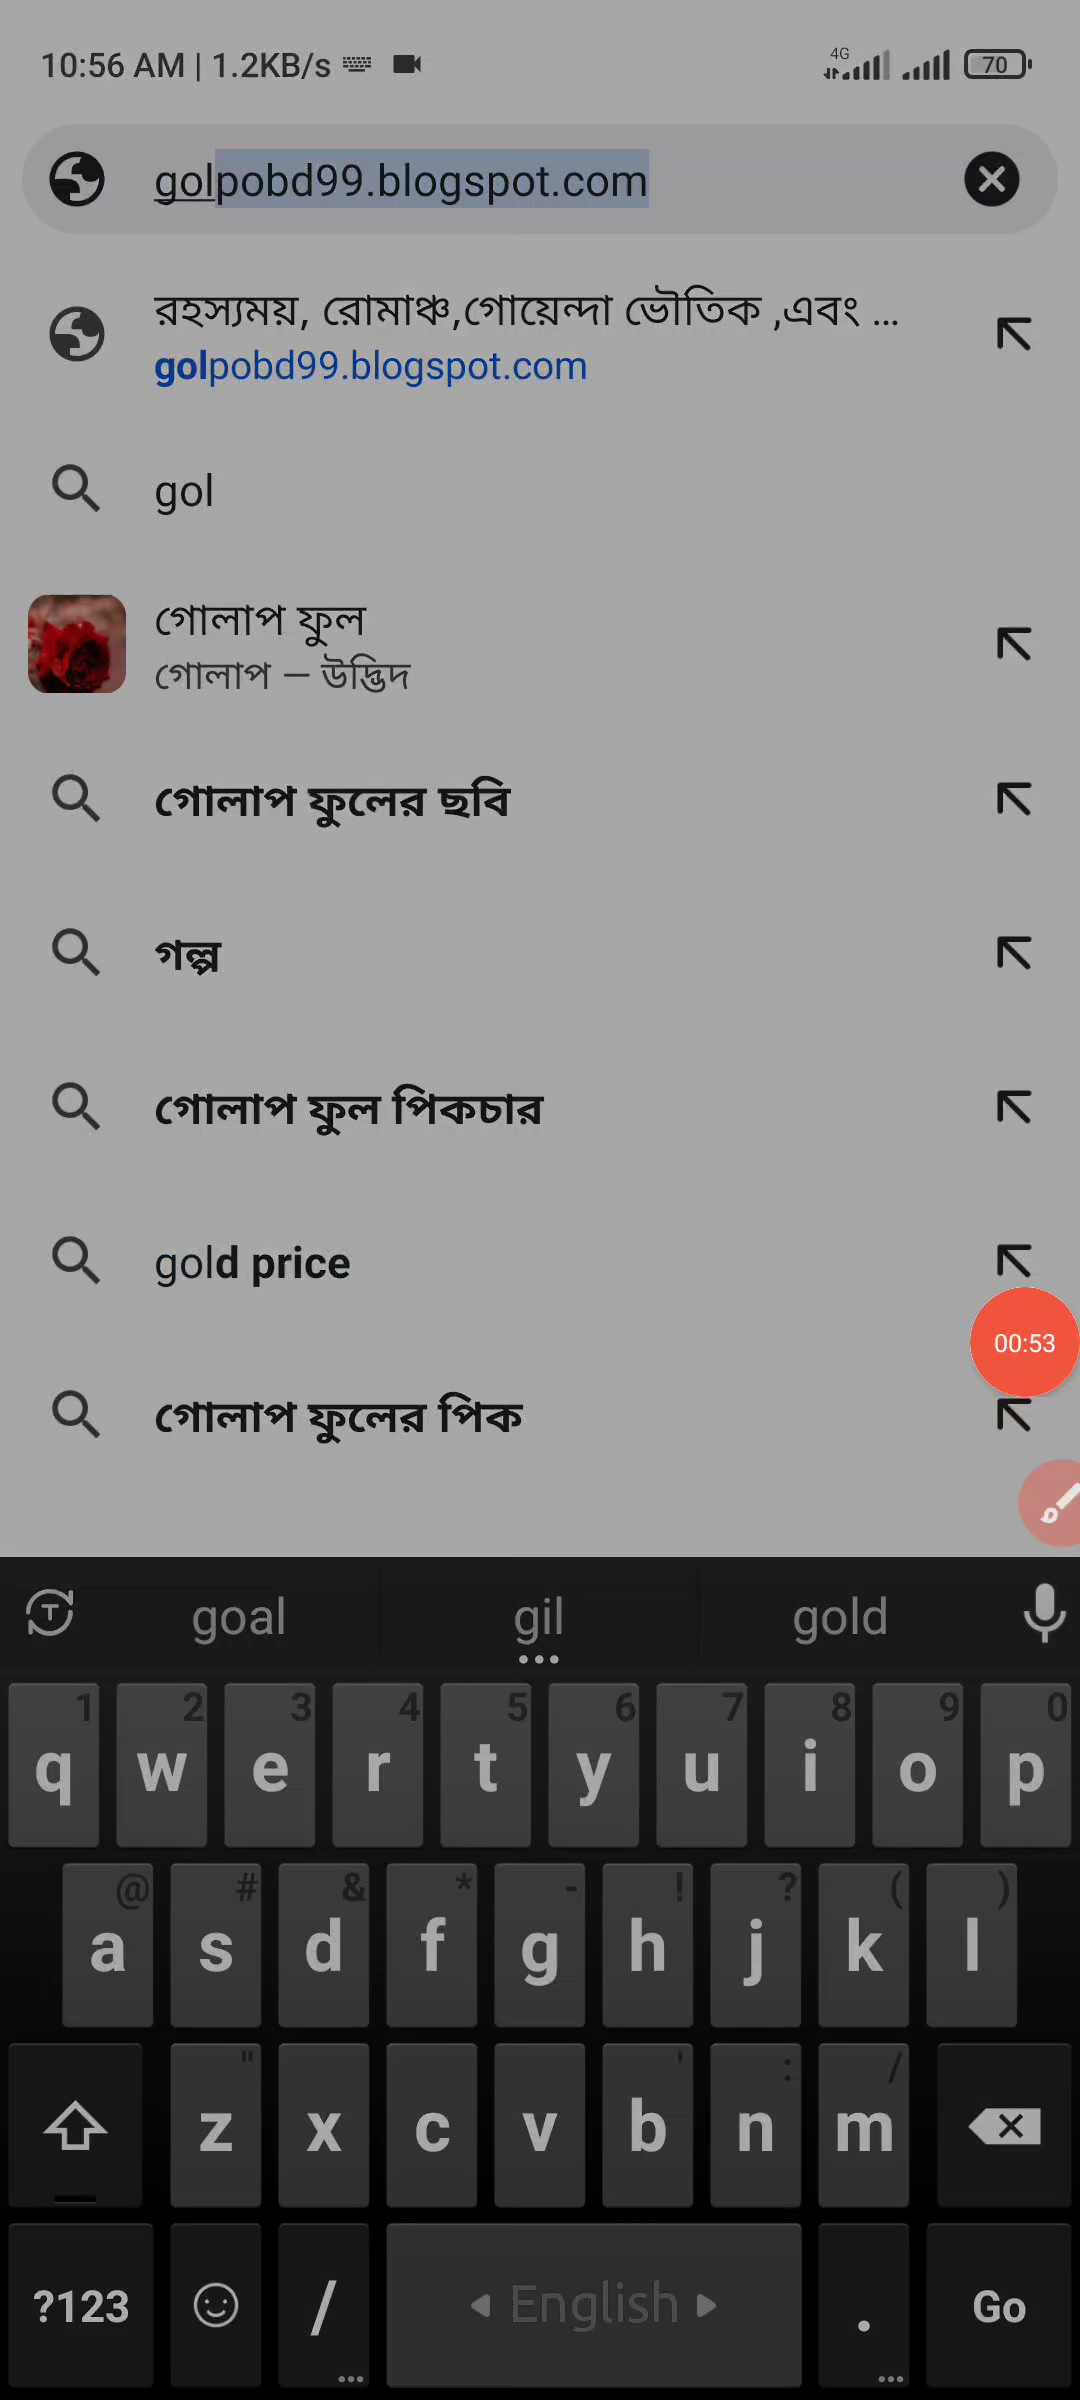 10:56 AM | 1.2KB/s
4G
70
golpobd99.blogspot.com
রহস্যময়, রোমাঞ্চ,গোয়েন্দা ভৌতিক ,এবং ...
golpobd99.blogspot.com
gol
গোলাপ ফুল
গোলাপ — উদ্ভিদ
গোলাপ ফুলের ছবি
গল্প
গোলাপ ফুল পিকচার
gold price
00:53
গোলাপ ফুলের পিক
goal gil gold
1 2 3 4 5 6 7 8 9 0
q w e r t y u i o p
@ # & * - ! ? ( )
a s d f g h j k l
" ' : /
z x c v b n m
?123 / English . Go